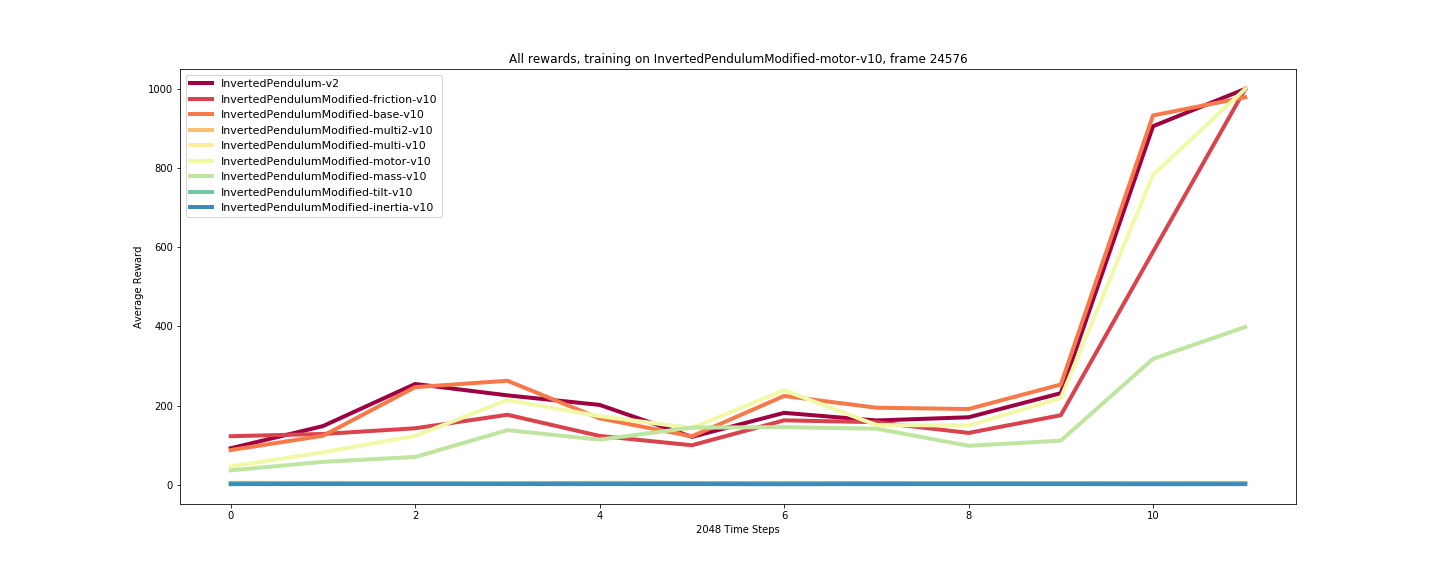 All rewards, training on InvertedPendulumModified-motor-v10, frame 24576
InvertedPendulum-v2
InvertedPendulumModified-friction-v10
InvertedPendulumModified-base-v10
InvertedPendulumModified-multi2-v10
InvertedPendulumModified-multi-v10
InvertedPendulumModified-motor-v10
InvertedPendulumModified-mass-v10
InvertedPendulumModified-tilt-v10
InvertedPendulumModified-inertia-v10
1000
800
600
400
200
0
Average Reward
0 2 4 6 8 10
2048 Time Steps